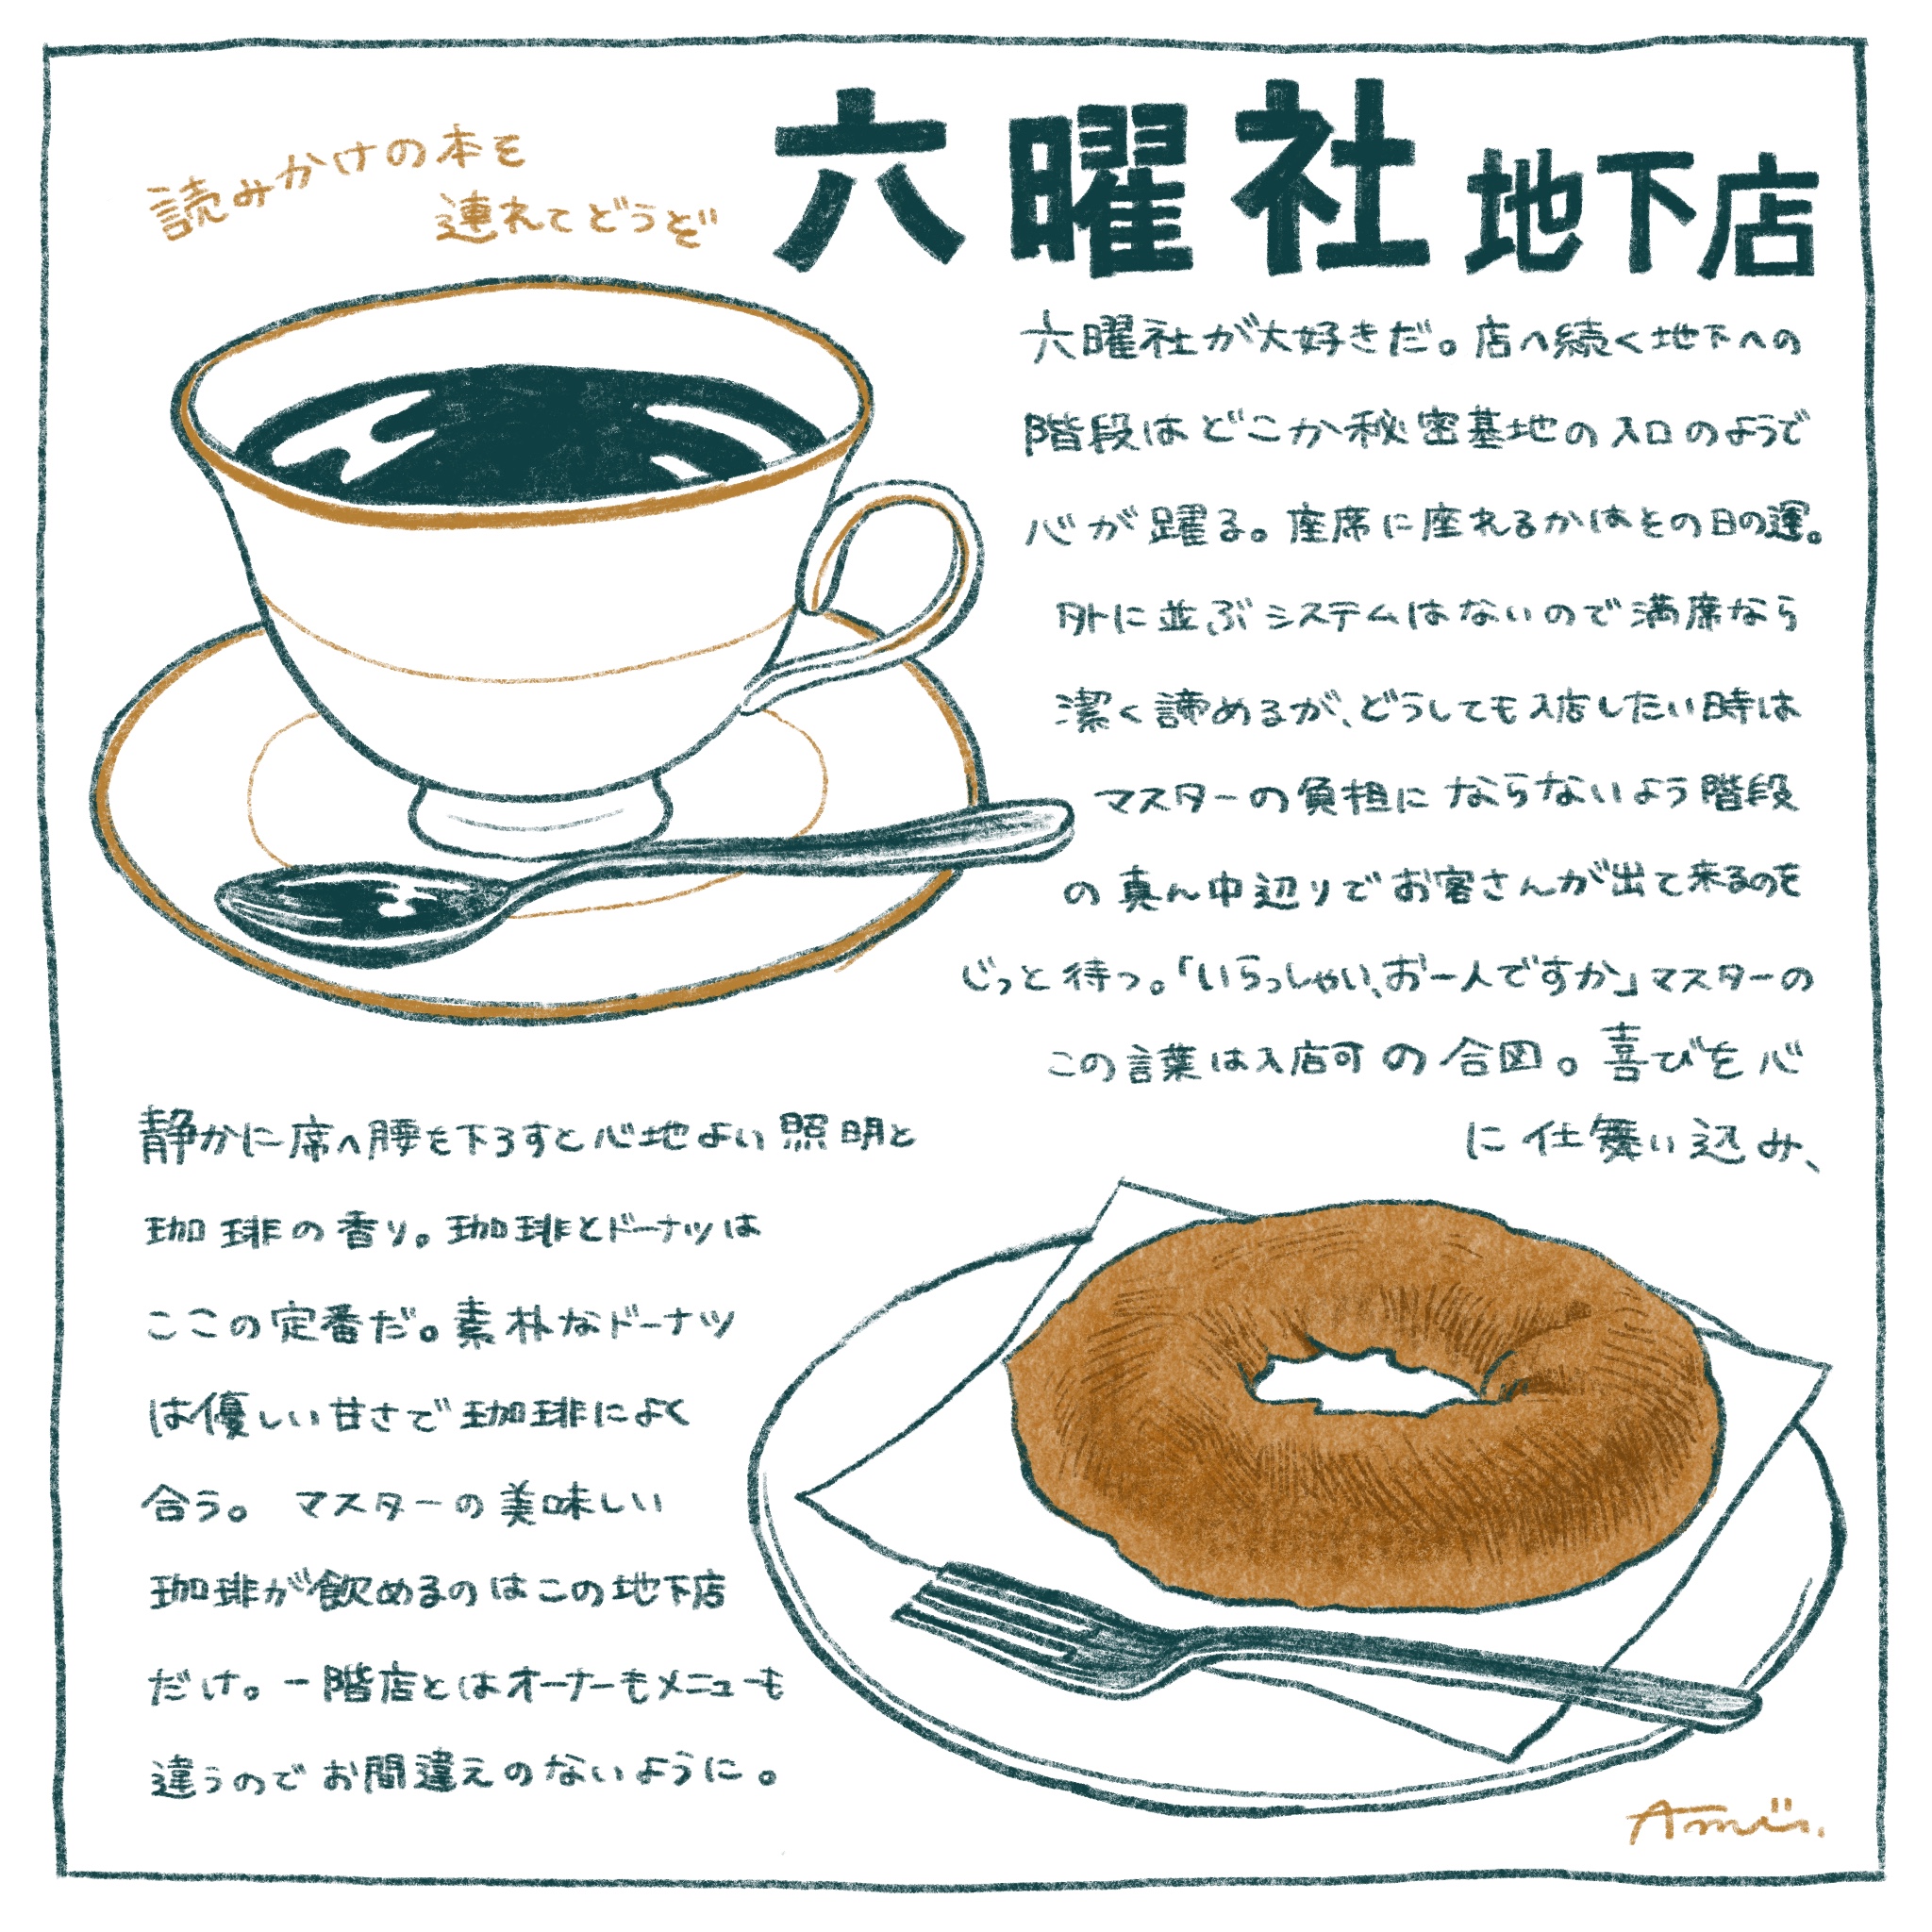 読みかけの本を
連れてどうぞ
六曜社 地下店
六曜社が大好きだ。店へ続く地下への
階段はどこか秘密基地の入口のようで
心が躍る。座席に座れるかはその日の運。
外に並ぶシステムはないので満席なら
潔く諦めるが、どうしても入店したい時は
マスターの負担にならないよう階段
の真ん中辺りでお客さんが出て来るのを
じっと待つ。「いらっしゃい、お一人ですか」マスターの
この言葉は入店可の合図。喜びを心
に仕舞い込み、
静かに席へ腰を下ろすと心地よい照明と
珈琲の香り。珈琲とドーナツは
ここの定番だ。素朴なドーナツ
は優しい甘さで珈琲によく
合う。 マスターの美味しい
珈琲が飲めるのはこの地下店
だけ。一階店とはオーナーもメニューも
違うのでお間違えのないように。